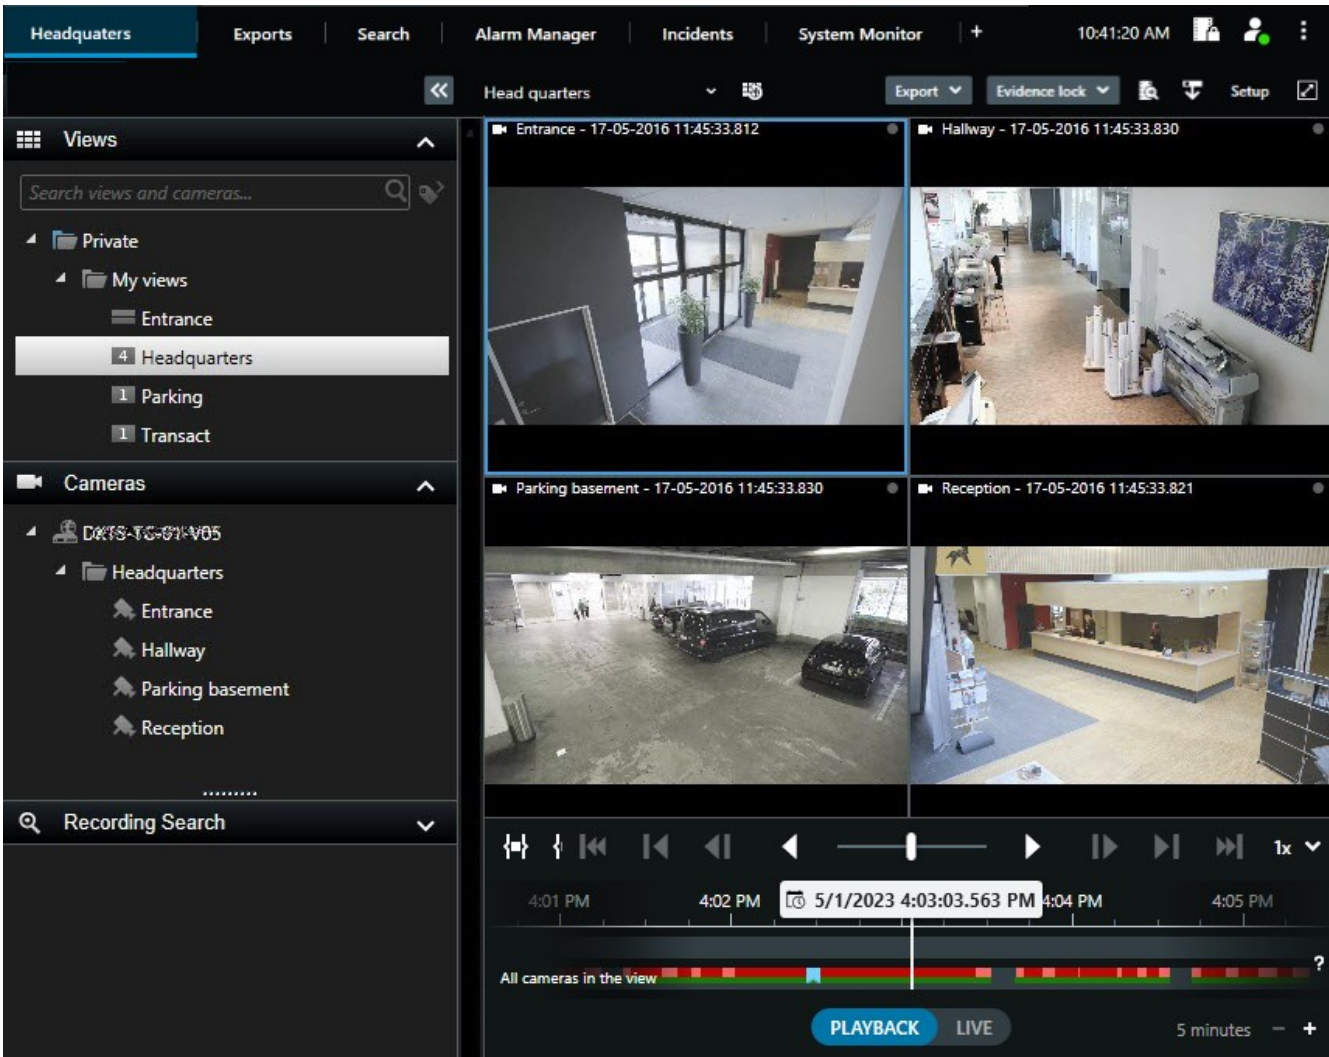 Headquaters Exports Search Alarm Manager Incidents System Monitor + 10:41:20 AM
Head quarters Export Evidence lock Setup
Views
Search views and cameras...
Private
My views
Entrance
4 Headquarters
1 Parking
1 Transact
Cameras
Headquarters
Entrance
Hallway
Parking basement
Reception
Recording Search
Entrance - 17-05-2016 11:45:33.812
Hallway - 17-05-2016 11:45:33.830
Parking basement - 17-05-2016 11:45:33.830
Reception - 17-05-2016 11:45:33.821
1x
4:01 PM 4:02 PM 5/1/2023 4:03:03.563 PM 4:04 PM 4:05 PM
All cameras in the view ?
PLAYBACK LIVE 5 minutes - +